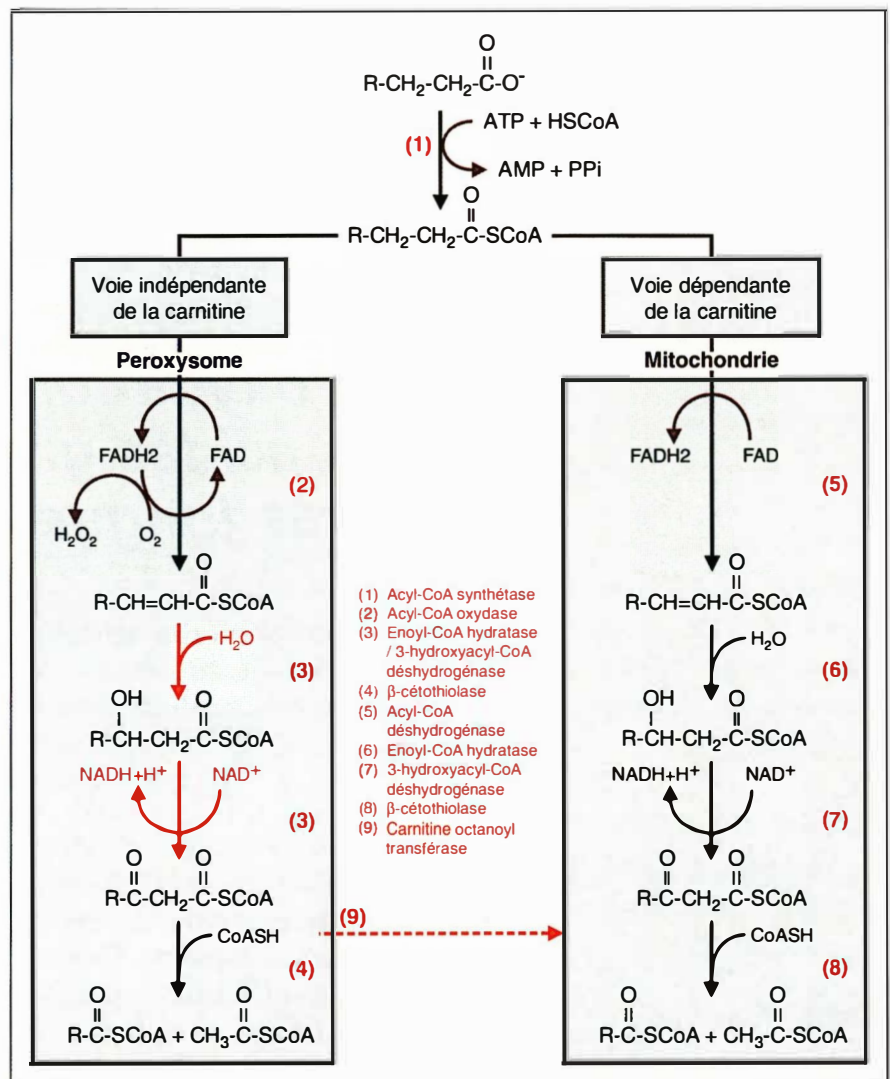 O
R-CH₂-CH₂-C-O⁻
ATP + HSCoA
(1)
AMP + PPi
O
R-CH₂-CH₂-C-SCoA
Voie indépendante
de la carnitine
Peroxysome
FADH2 FAD
(2)
H₂O₂ O₂
O
R-CH=CH-C-SCoA
H₂O
(3)
OH O
R-CH-CH₂-C-SCoA
NADH+H⁺ NAD⁺
(3)
O O
R-C-CH₂-C-SCoA
CoASH
(4)
O O
R-C-SCoA + CH₃-C-SCoA
(1) Acyl-CoA synthétase
(2) Acyl-CoA oxydase
(3) Enoyl-CoA hydratase
/ 3-hydroxyacyl-CoA
déshydrogénase
(4) β-cétothiolase
(5) Acyl-CoA
déshydrogénase
(6) Enoyl-CoA hydratase
(7) 3-hydroxyacyl-CoA
déshydrogénase
(8) β-cétothiolase
(9) Carnitine octanoyl
transférase
(9)
Voie dépendante
de la carnitine
Mitochondrie
FADH2 FAD
(5)
O
R-CH=CH-C-SCoA
H₂O
(6)
OH O
R-CH-CH₂-C-SCoA
NADH+H⁺ NAD⁺
(7)
O O
R-C-CH₂-C-SCoA
CoASH
(8)
O O
R-C-SCoA + CH₃-C-SCoA